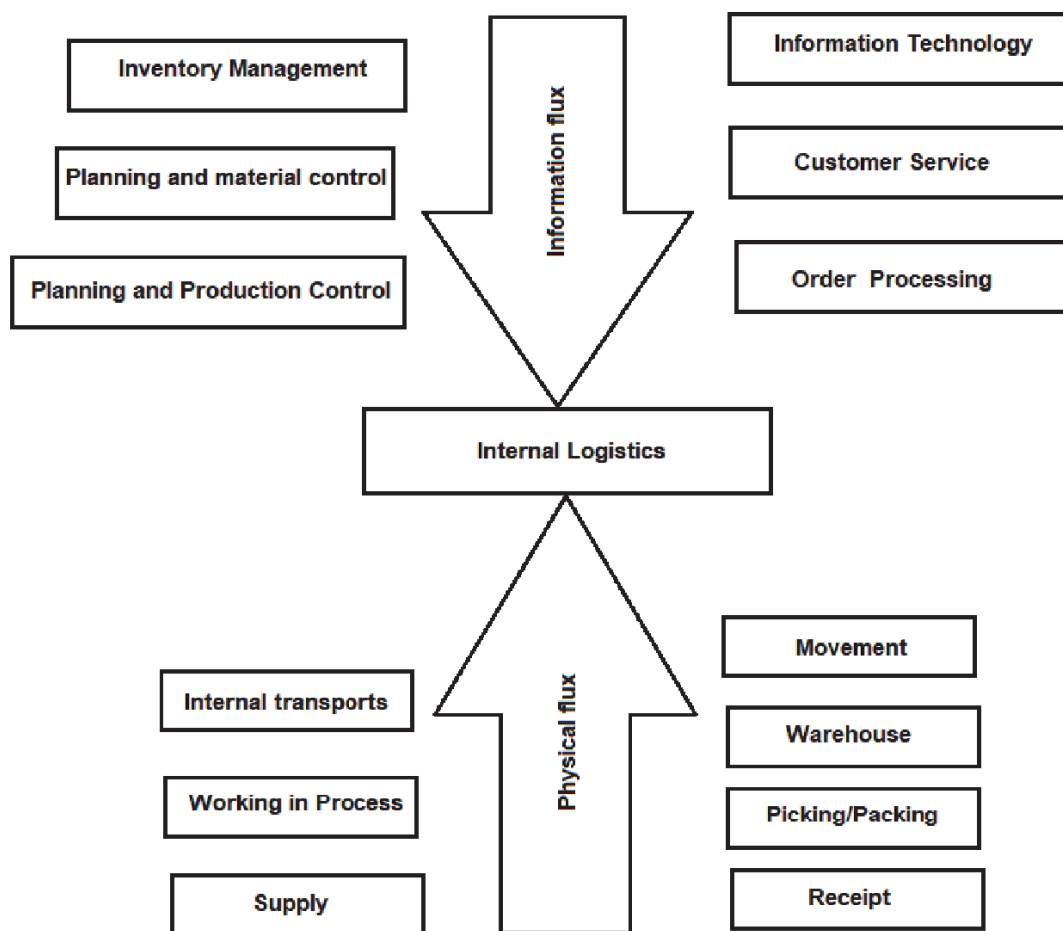 Inventory Management
Planning and material control
Planning and Production Control
Information flux
Information Technology
Customer Service
Order Processing
Internal Logistics
Internal transports
Working in Process
Supply
Physical flux
Movement
Warehouse
Picking/Packing
Receipt